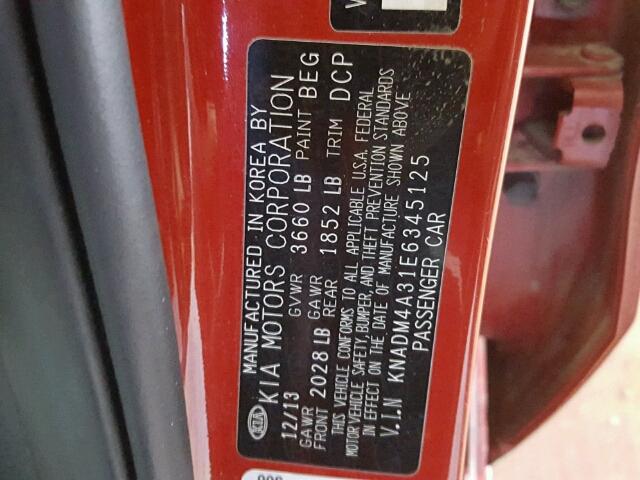 MANUFACTURED IN KOREA BY
KIA KIA MOTORS CORPORATION
12/13 GVWR 3660 LB PAINT BEG
GAWR FRONT 2028 LB GAWR REAR 1852 LB TRIM DCP
THIS VEHICLE CONFORMS TO ALL APPLICABLE U.S.A. FEDERAL
MOTOR VEHICLE SAFETY, BUMPER, AND THEFT PREVENTION STANDARDS
IN EFFECT ON THE DATE OF MANUFACTURE SHOWN ABOVE
V.I.N KNADM4A31E6345125
PASSENGER CAR